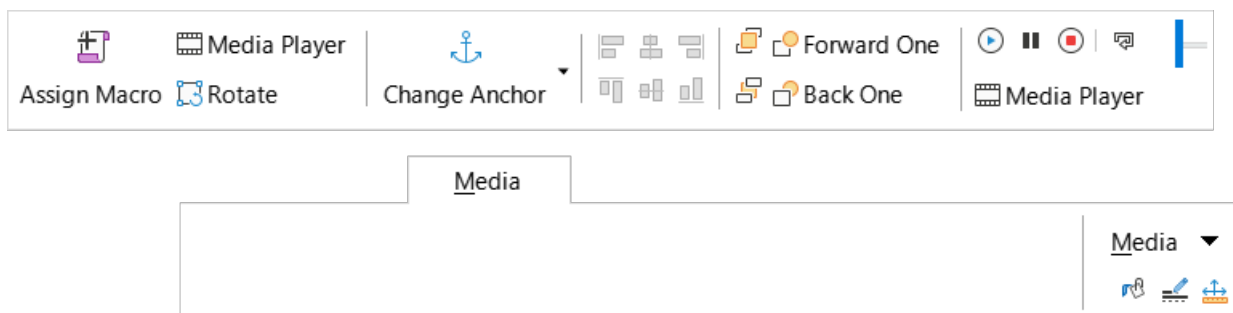 Media Player
Forward One
Assign Macro
Rotate
Change Anchor
Back One
Media Player
Media
Media